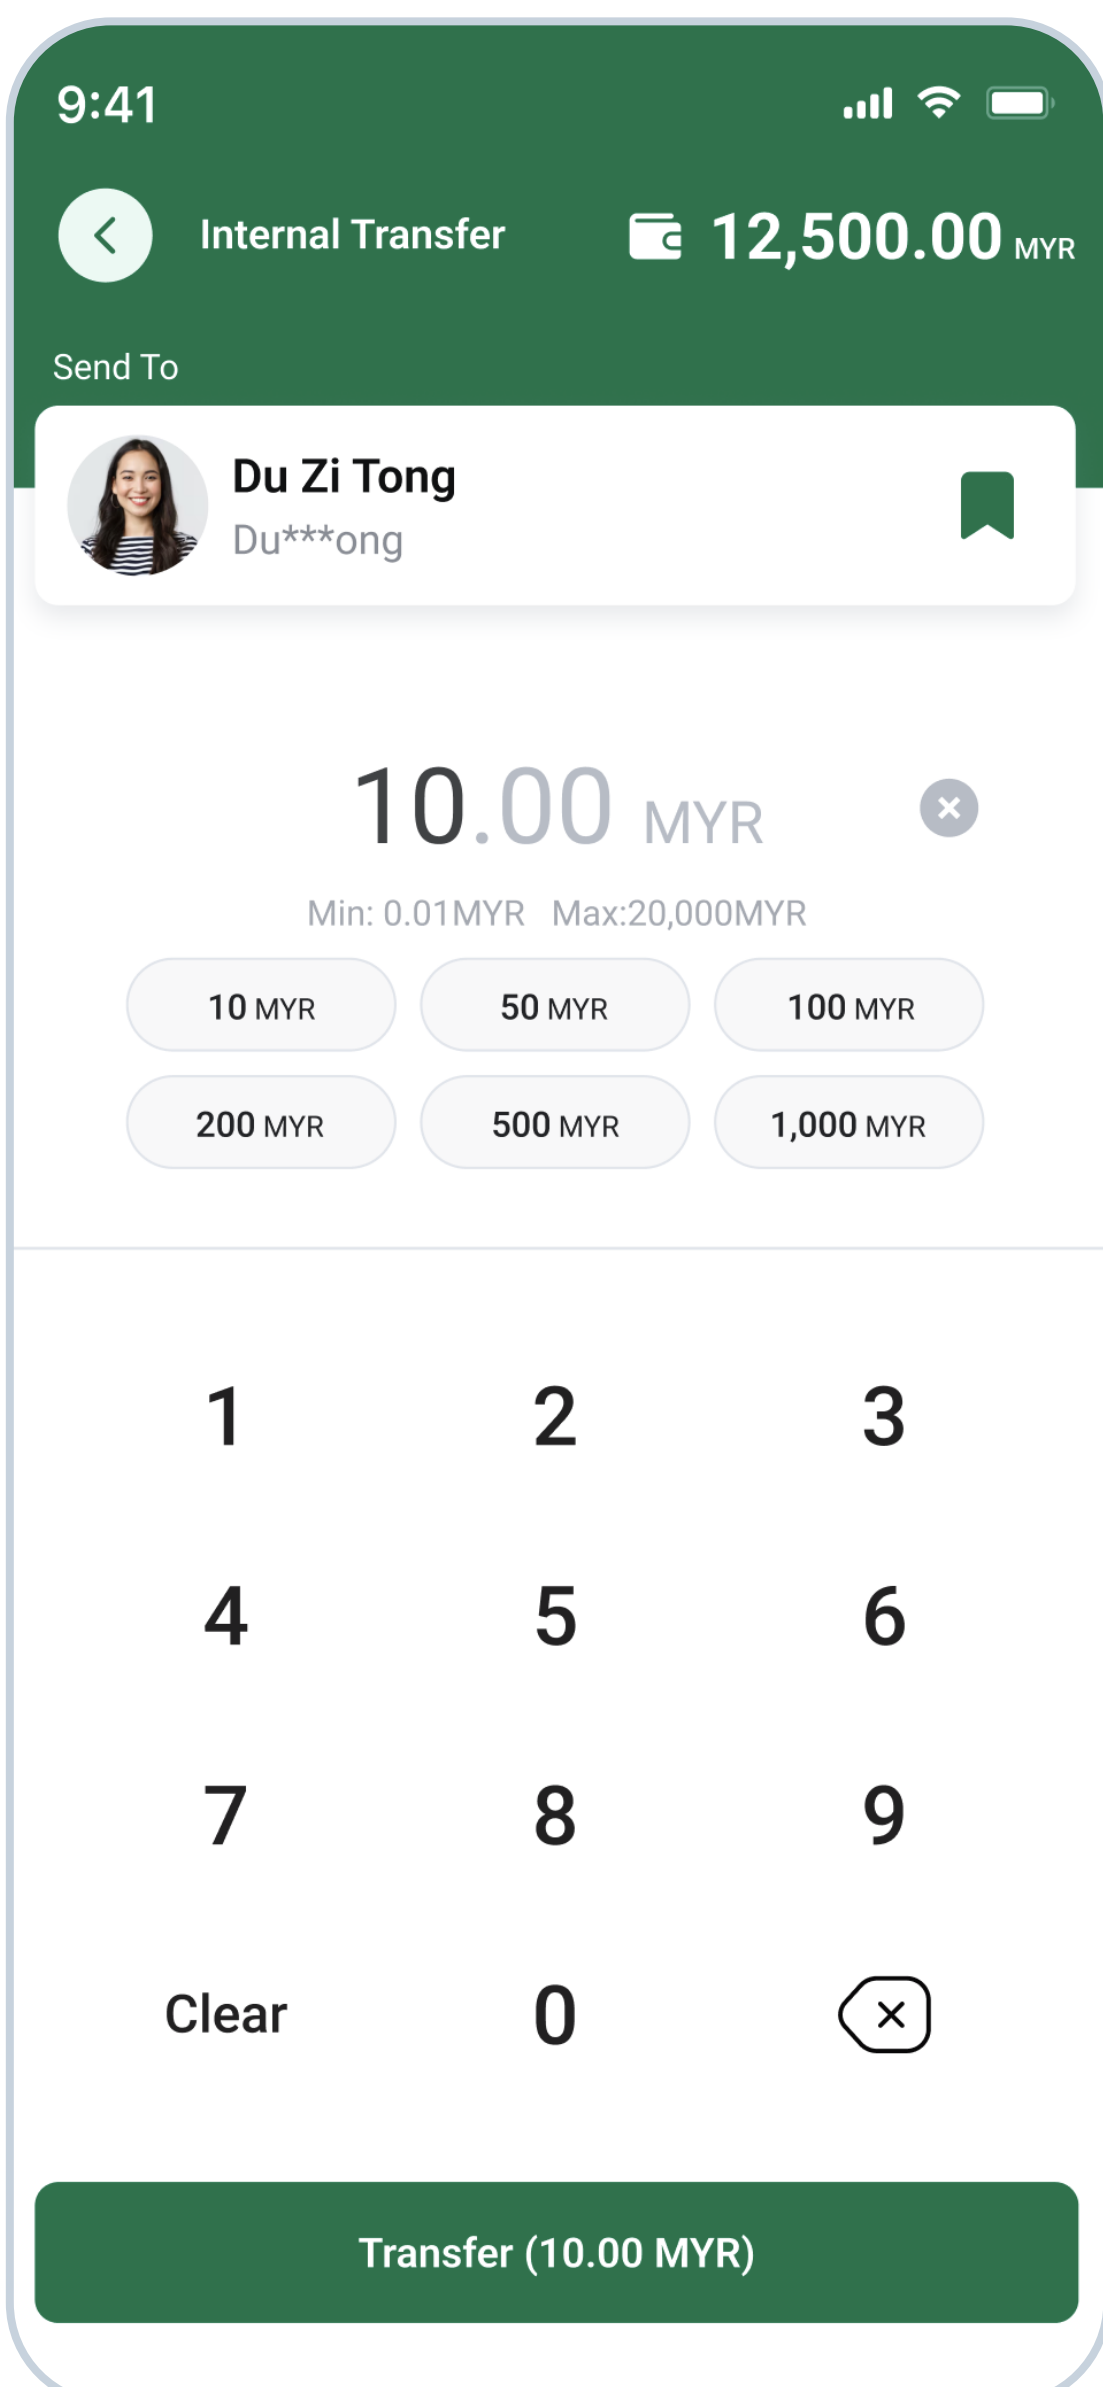 9:41
Internal Transfer 12,500.00 MYR
Send To
Du Zi Tong
Du***ong
10.00 MYR
Min: 0.01MYR Max:20,000MYR
10 MYR 50 MYR 100 MYR
200 MYR 500 MYR 1,000 MYR
1 2 3
4 5 6
7 8 9
Clear 0
Transfer (10.00 MYR)